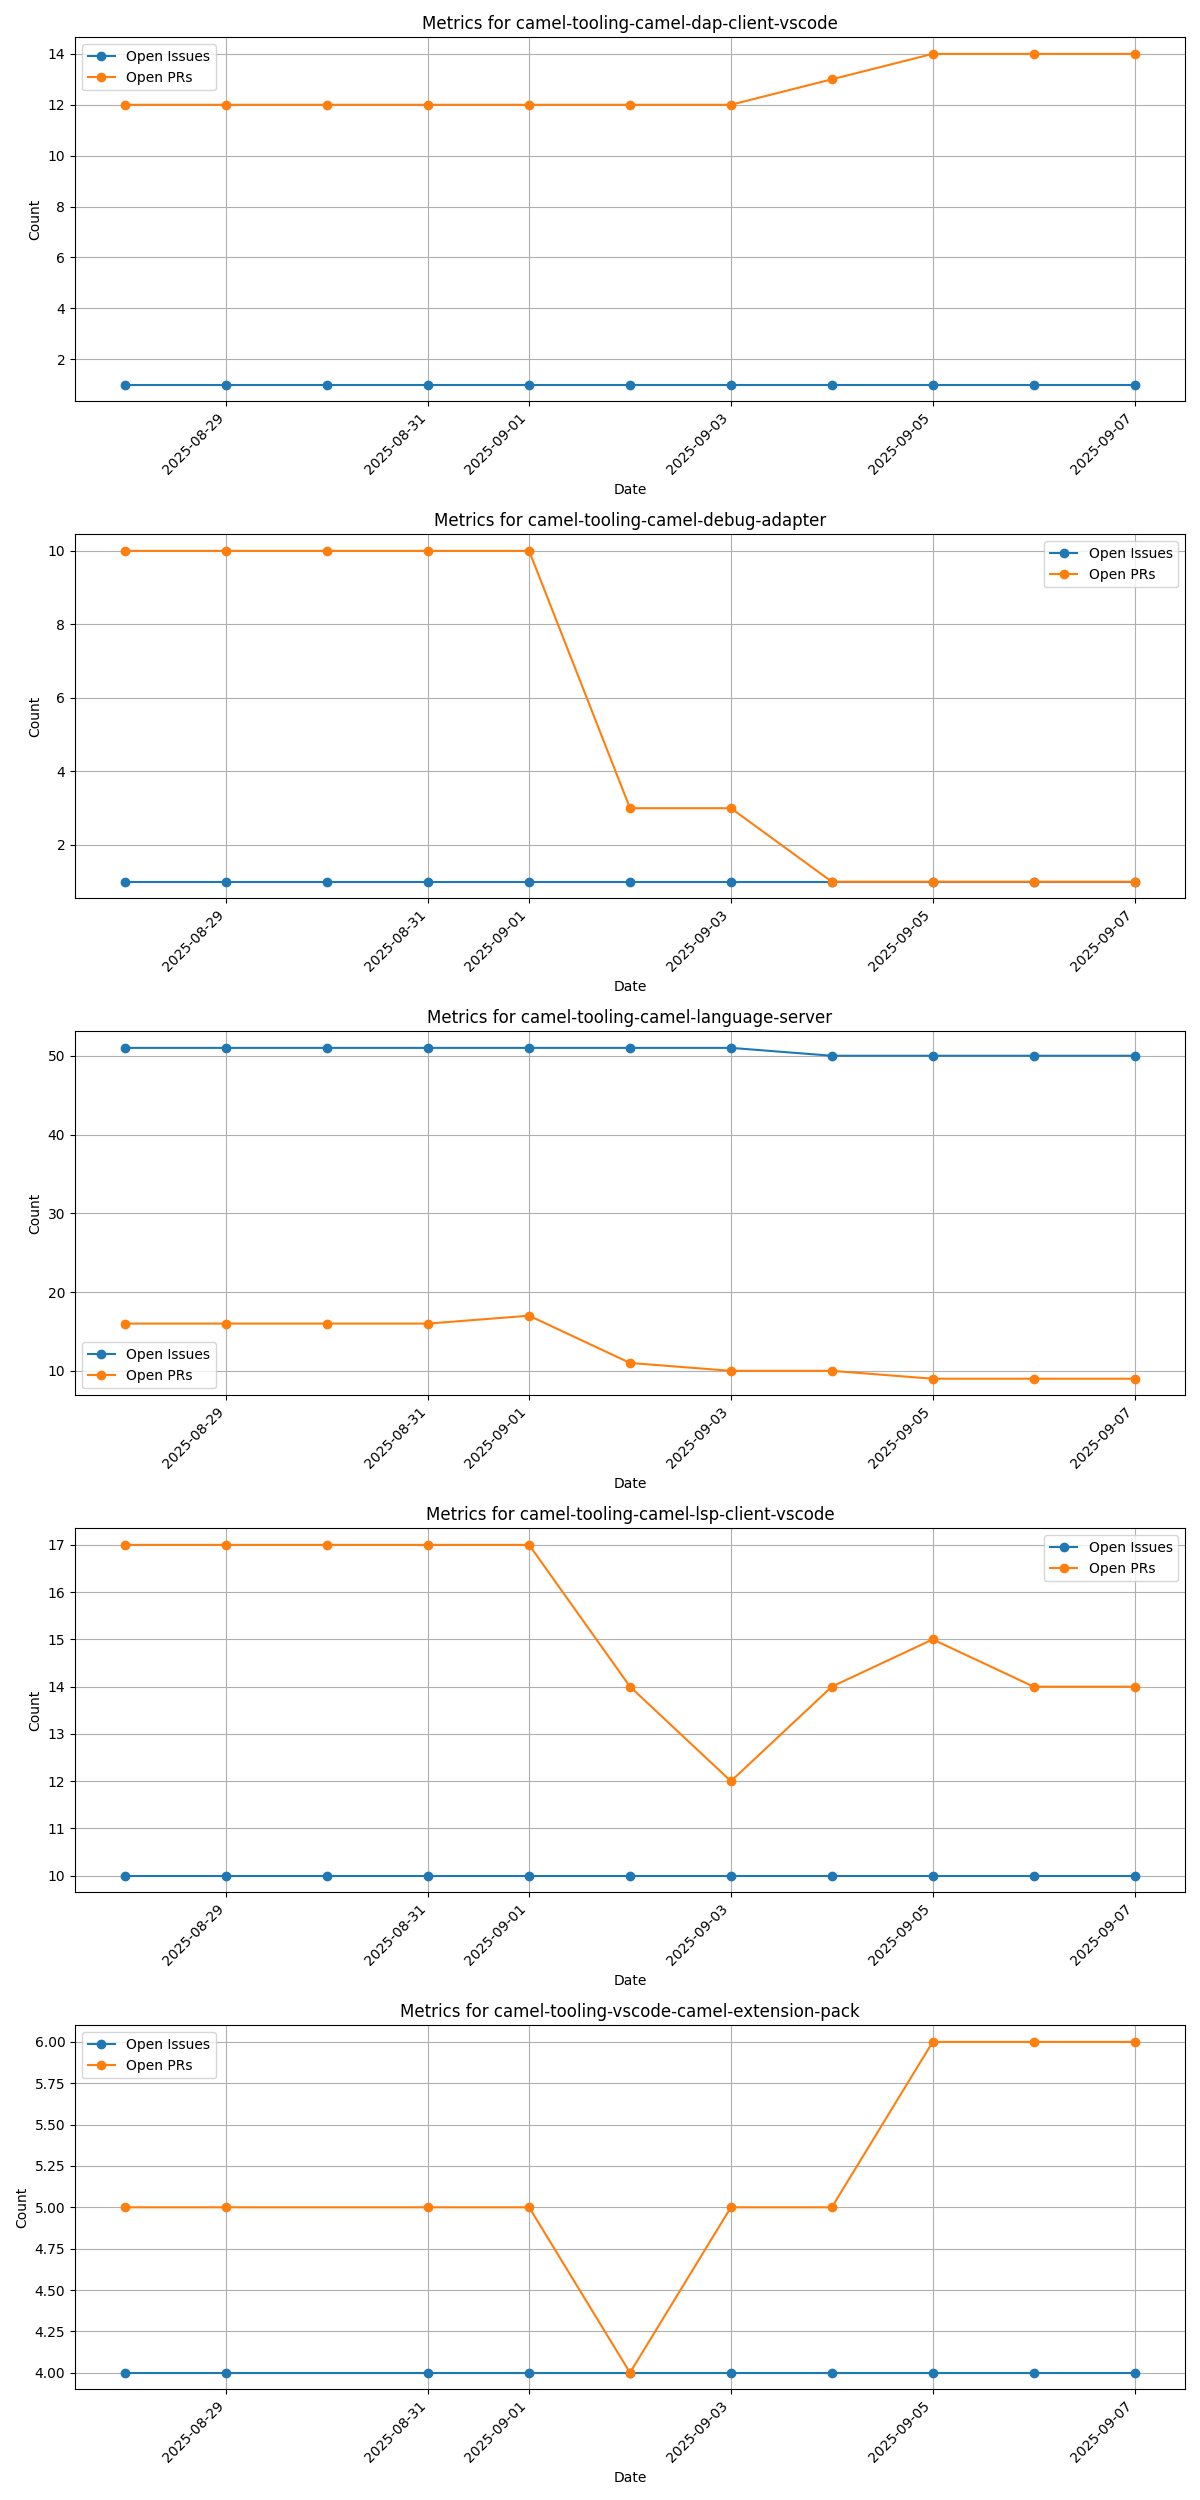 Metrics for camel-tooling-camel-dap-client-vscode
Open Issues
Open PRs
14
12
10
8
6
4
2
Count
2025-08-29
2025-08-31
2025-09-01
2025-09-03
2025-09-05
2025-09-07
Date
Metrics for camel-tooling-camel-debug-adapter
Open Issues
Open PRs
10
8
6
4
2
Count
2025-08-29
2025-08-31
2025-09-01
2025-09-03
2025-09-05
2025-09-07
Date
Metrics for camel-tooling-camel-language-server
50
40
30
20
10
Count
Open Issues
Open PRs
2025-08-29
2025-08-31
2025-09-01
2025-09-03
2025-09-05
2025-09-07
Date
Metrics for camel-tooling-camel-lsp-client-vscode
Open Issues
Open PRs
17
16
15
14
13
12
11
10
Count
2025-08-29
2025-08-31
2025-09-01
2025-09-03
2025-09-05
2025-09-07
Date
Metrics for camel-tooling-vscode-camel-extension-pack
Open Issues
Open PRs
6.00
5.75
5.50
5.25
5.00
4.75
4.50
4.25
4.00
Count
2025-08-29
2025-08-31
2025-09-01
2025-09-03
2025-09-05
2025-09-07
Date